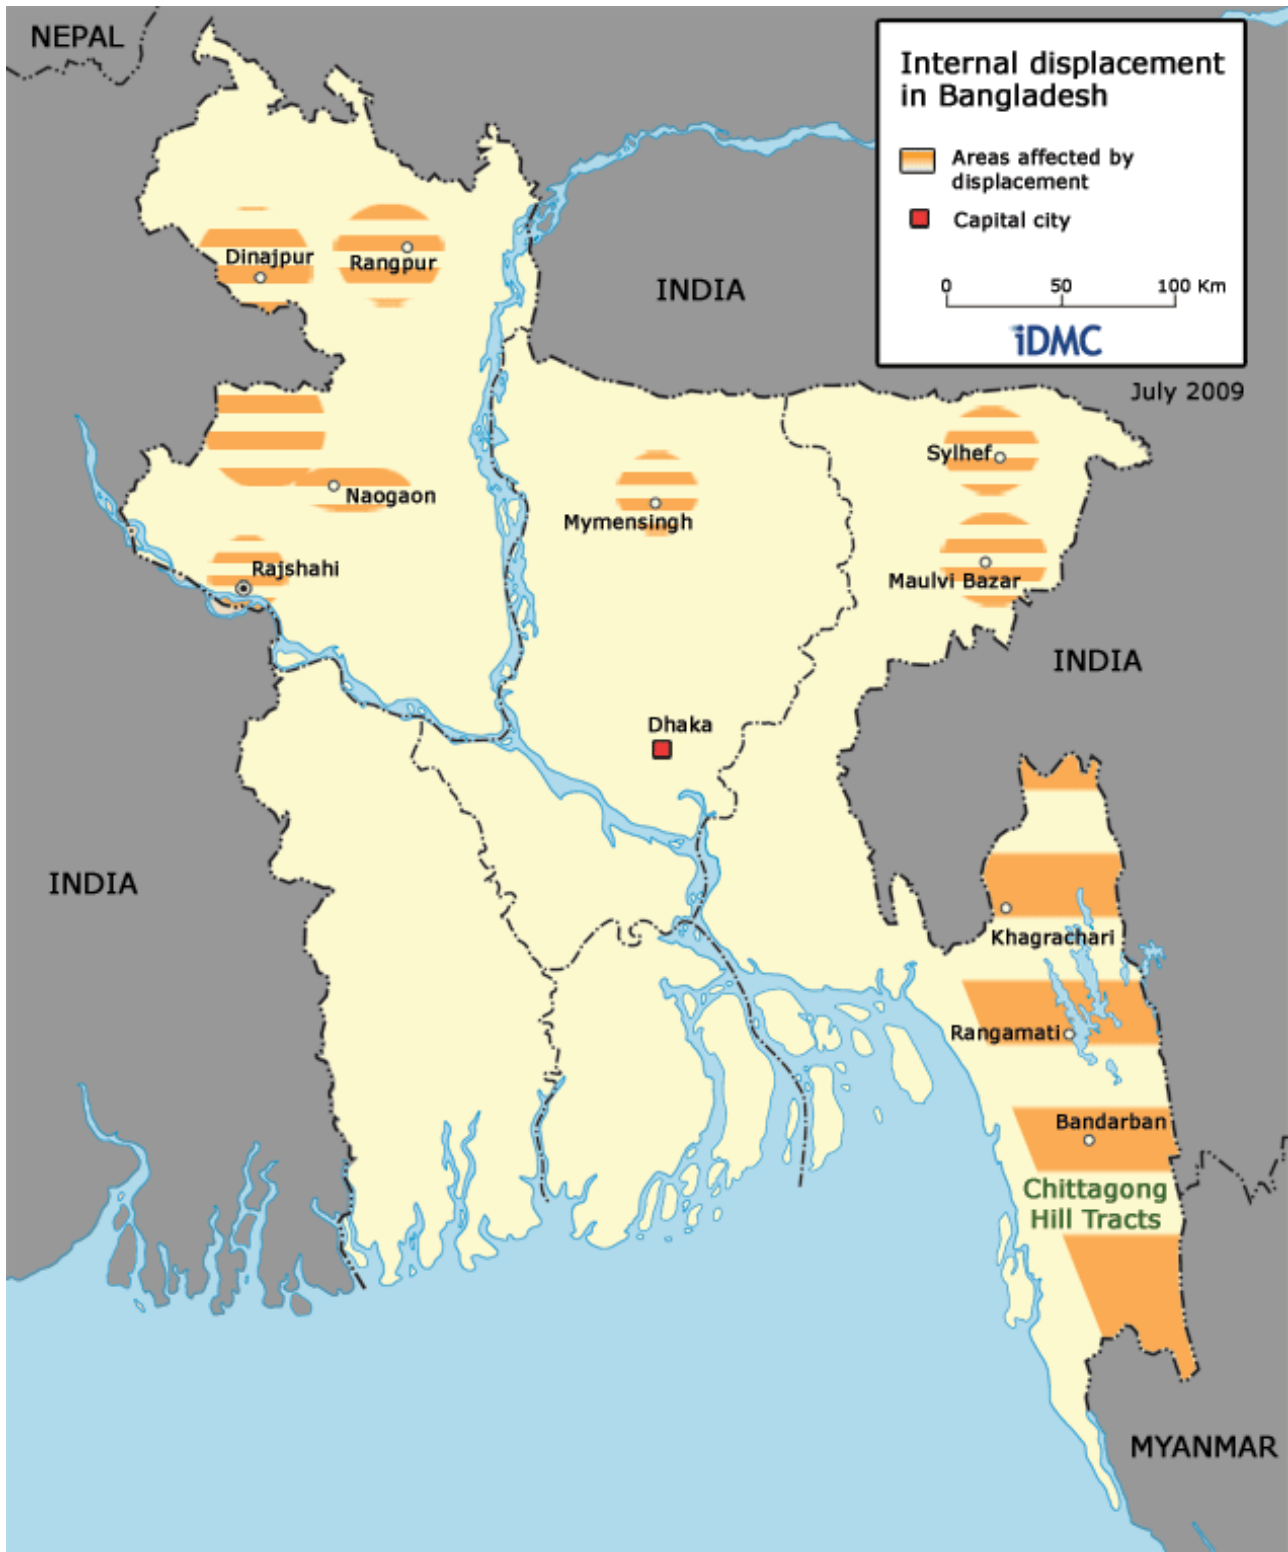 NEPAL
Internal displacement
in Bangladesh
Areas affected by
displacement
Capital city
0 50 100 Km
iDMC
July 2009
INDIA
Dinajpur
Rangpur
Sylhef
Naogaon
Mymensingh
Rajshahi
Maulvi Bazar
INDIA
Dhaka
INDIA
Khagrachari
Rangamati
Bandarban
Chittagong
Hill Tracts
MYANMAR